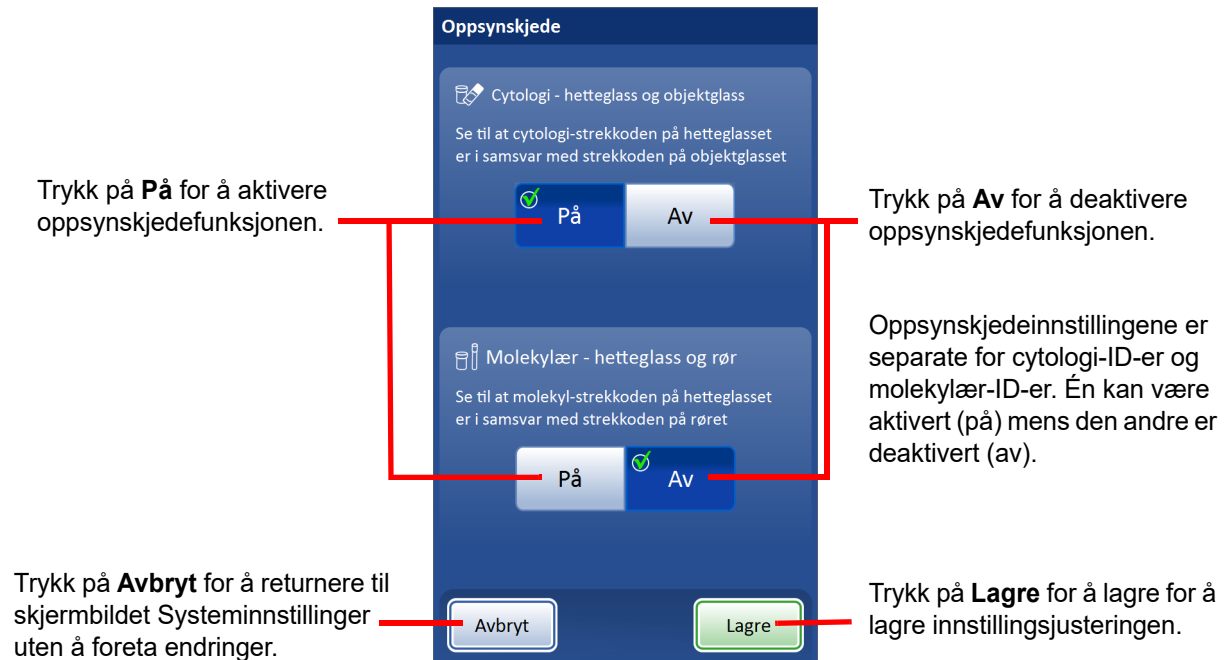 Oppsynskjede
Cytologi - hetteglass og objektglass
Se til at cytologi-strekkoden på hetteglasset
er i samsvar med strekkoden på objektglasset
På
Av
Trykk på På for å aktivere
oppsynskjedefunksjonen.
Trykk på Av for å deaktivere
oppsynskjedefunksjonen.
Oppsynskjedeinnstillingene er
separate for cytologi-ID-er og
molekylær-ID-er. Én kan være
aktivert (på) mens den andre er
deaktivert (av).
Molekylær - hetteglass og rør
Se til at molekyl-strekkoden på hetteglasset
er i samsvar med strekkoden på røret
På
Av
Trykk på Avbryt for å returnere til
skjermbildet Systeminnstillinger
uten å foreta endringer.
Avbryt
Lagre
Trykk på Lagre for å lagre for å
lagre innstillingsjusteringen.